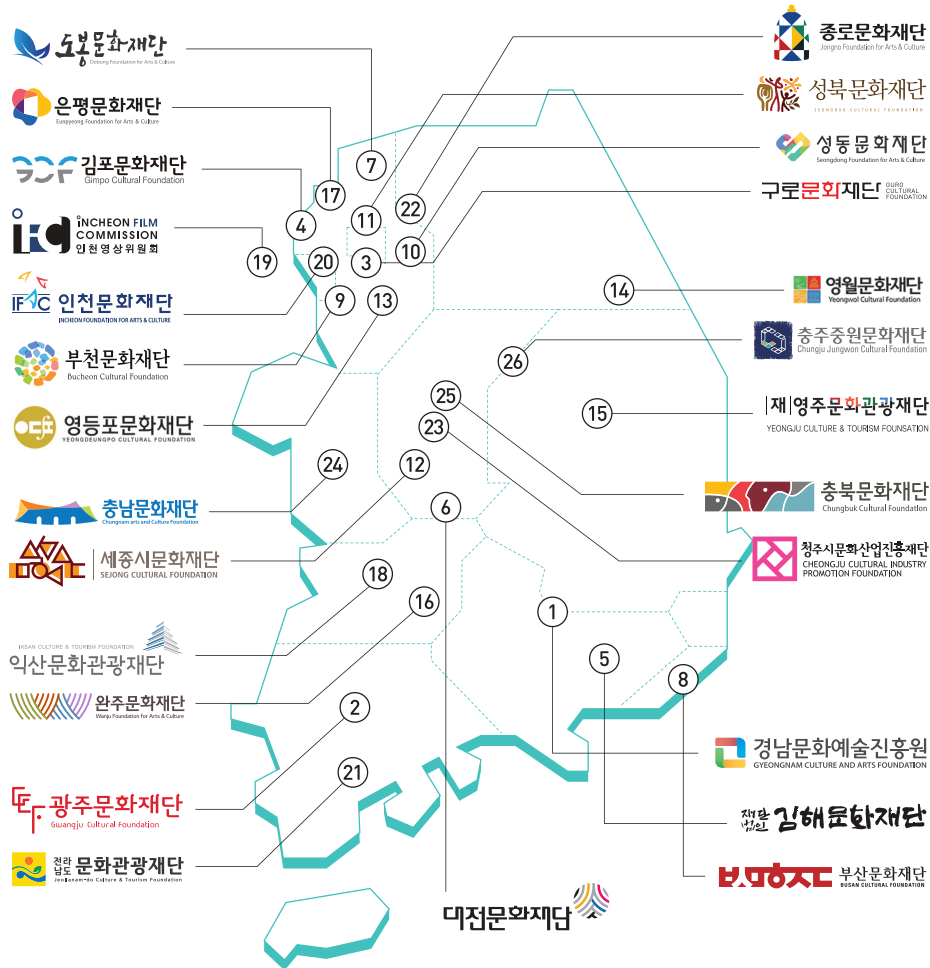 도봉문화재단
Dobong Foundation for Arts & Culture
은평문화재단
Eunpyeong Foundation for Arts & Culture
김포문화재단
Gimpo Cultural Foundation
iNCHEON FILM
COMMISSION
인천영상위원회
IFAC 인천문화재단
INCHEON FOUNDATION FOR ARTS & CULTURE
부천문화재단
Bucheon Cultural Foundation
영등포문화재단
YEONGDEUNGPO CULTURAL FOUNDATION
충남문화재단
Chungnam arts and Culture Foundation
세종시문화재단
SEJONG CULTURAL FOUNDATION
IKSAN CULTURE & TOURISM FOUNDATION
익산문화관광재단
완주문화재단
Wanju Foundation for Arts & Culture
광주문화재단
Gwangju Cultural Foundation
전라
남도 문화관광재단
Jeollanam-do Culture & Tourism Foundation
종로문화재단
Jongno Foundation for Arts & Culture
성북문화재단
SEONGBUK CULTURAL FOUNDATION
성동문화재단
Seongdong Foundation for Arts & Culture
구로문화재단
GURO
CULTURAL
FOUNDATION
영월문화재단
Yeongwol Cultural Foundation
충주중원문화재단
Chungju Jungwon Cultural Foundation
|재|영주문화관광재단
YEONGJU CULTURE & TOURISM FOUNSATION
충북문화재단
Chungbuk Cultural Foundation
청주시문화산업진흥재단
CHEONGJU CULTURAL INDUSTRY
PROMOTION FOUNDATION
경남문화예술진흥원
GYEONGNAM CULTURE AND ARTS FOUNDATION
재단
법인 김해문화재단
부산문화재단
BUSAN CULTURAL FOUNDATION
대전문화재단
7
17
4
11
22
19
20
3
10
9
13
14
26
25
23
15
24
12
6
18
16
1
5
8
2
21